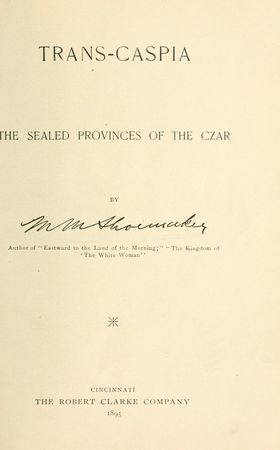 TRANS-CASPIA
THE SEALED PROVINCES OF THE CZAR
BY
M M Shoemaker
Author of "Eastward to the Land of the Morning;" "The Kingdom of
'The White Woman'"
CINCINNATI
THE ROBERT CLARKE COMPANY
1895